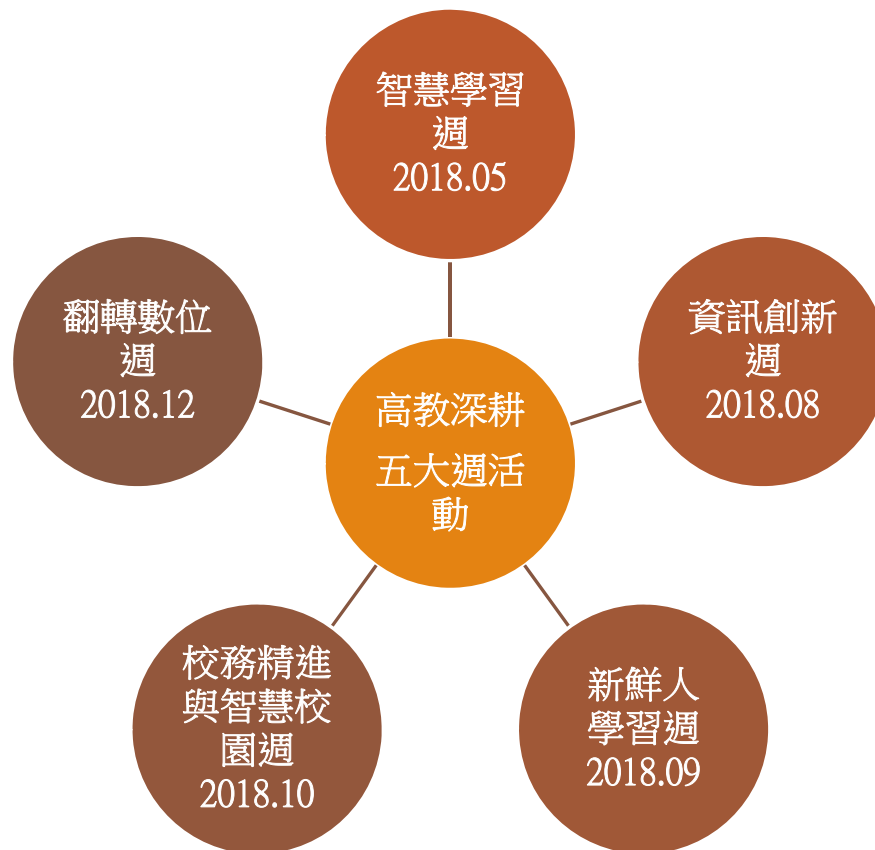 智慧學習
週
2018.05
翻轉數位
週
2018.12
資訊創新
週
2018.08
高教深耕
五大週活
動
校務精進
與智慧校
園週
2018.10
新鮮人
學習週
2018.09